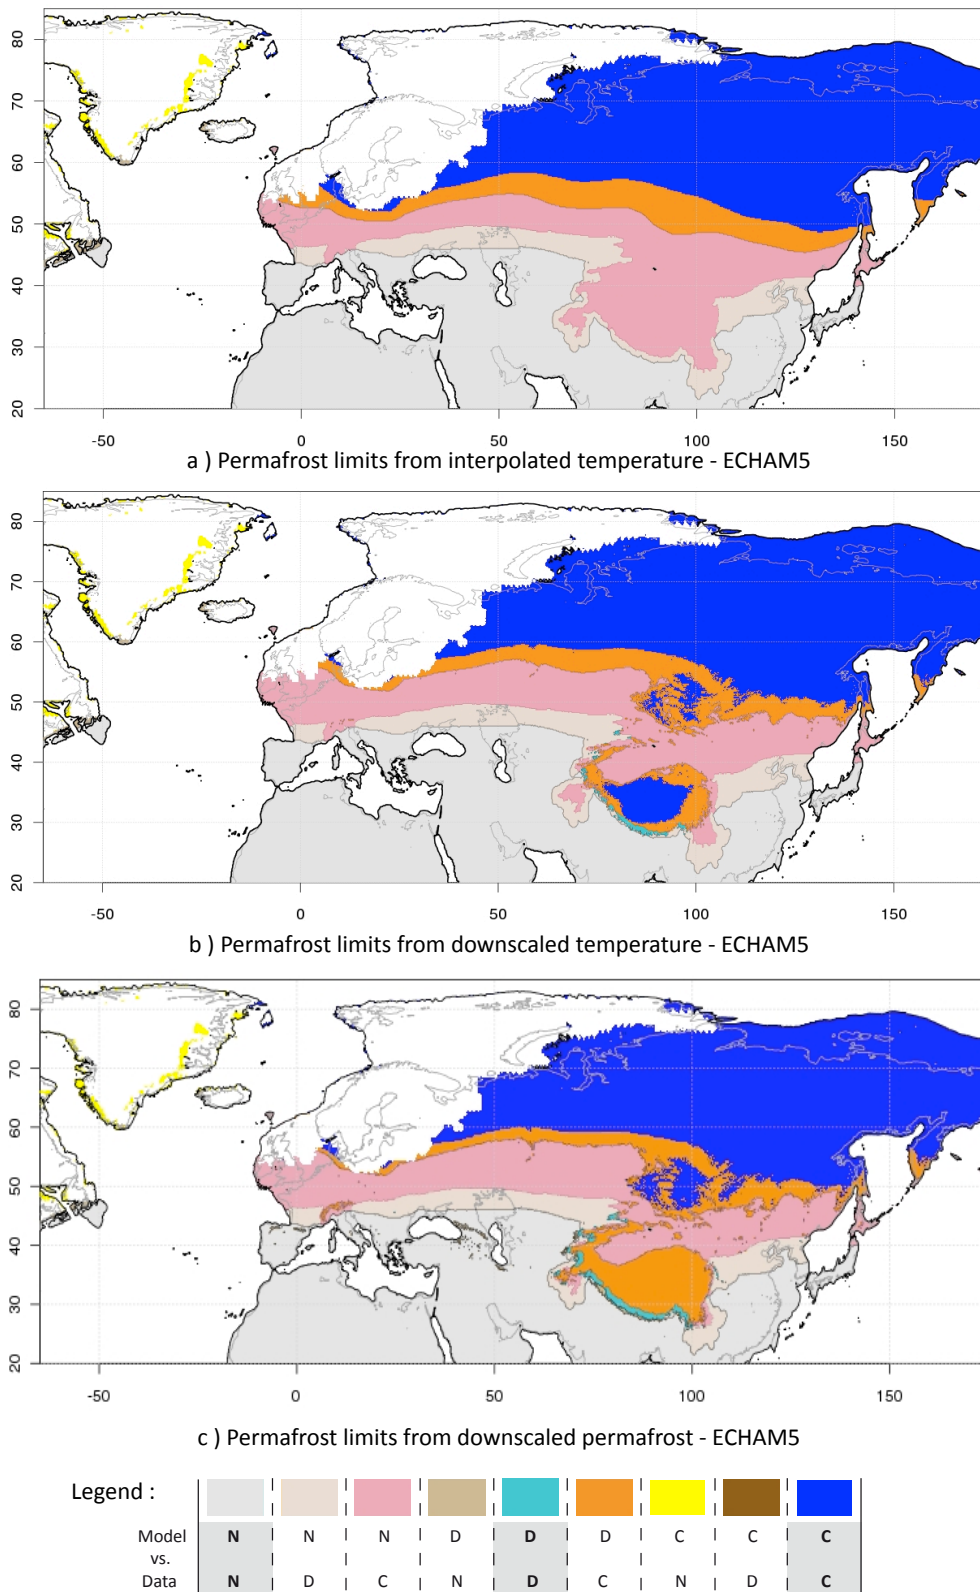 80
70
60
50
40
30
20
-50 0 50 100 150
a ) Permafrost limits from interpolated temperature - ECHAM5
80
70
60
50
40
30
20
-50 0 50 100 150
b ) Permafrost limits from downscaled temperature - ECHAM5
80
70
60
50
40
30
20
-50 0 50 100 150
c ) Permafrost limits from downscaled permafrost - ECHAM5
Legend :
Model N N N D D D C C C
vs.
Data N D C N D C N D C